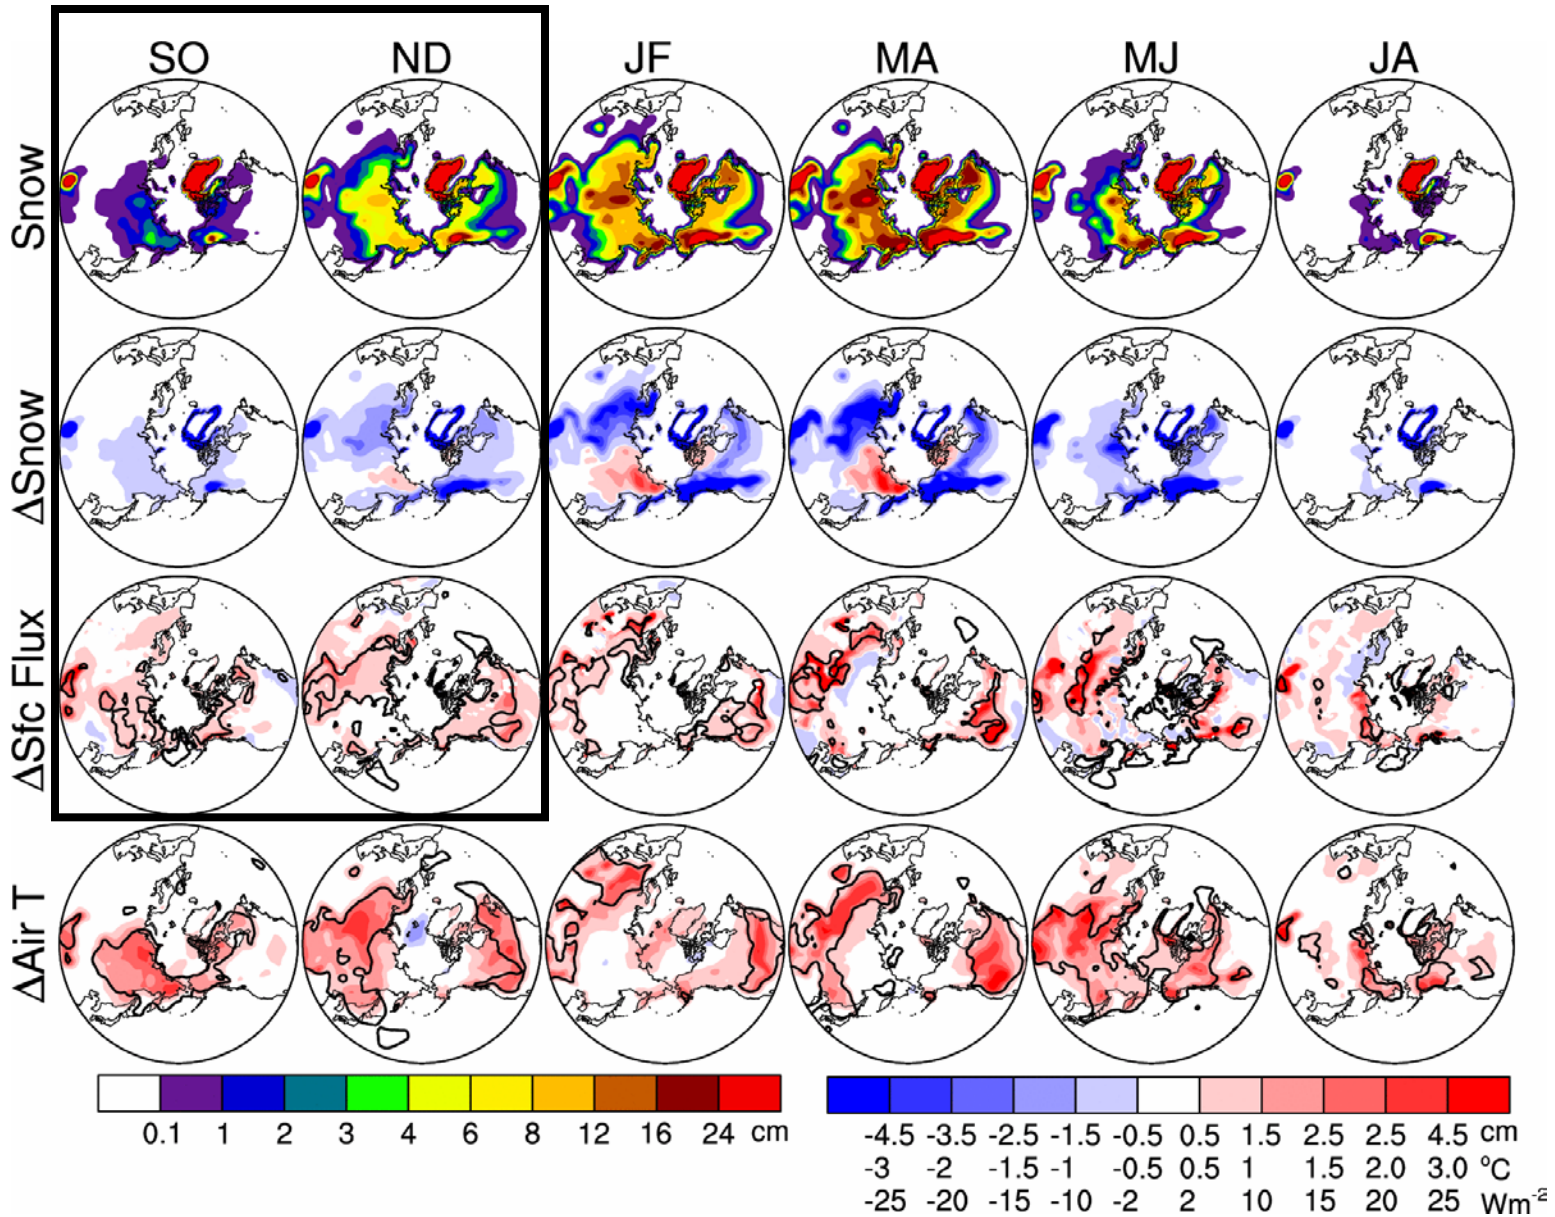 SO ND JF MA MJ JA
Snow
ΔSnow
ΔSfc Flux
ΔAir T
0.1 1 2 3 4 6 8 12 16 24 cm
-4.5 -3.5 -2.5 -1.5 -0.5 0.5 1.5 2.5 2.5 4.5 cm
-3 -2 -1.5 -1 -0.5 0.5 1 1.5 2.0 3.0 ºC
-25 -20 -15 -10 -2 2 10 15 20 25 Wm⁻²